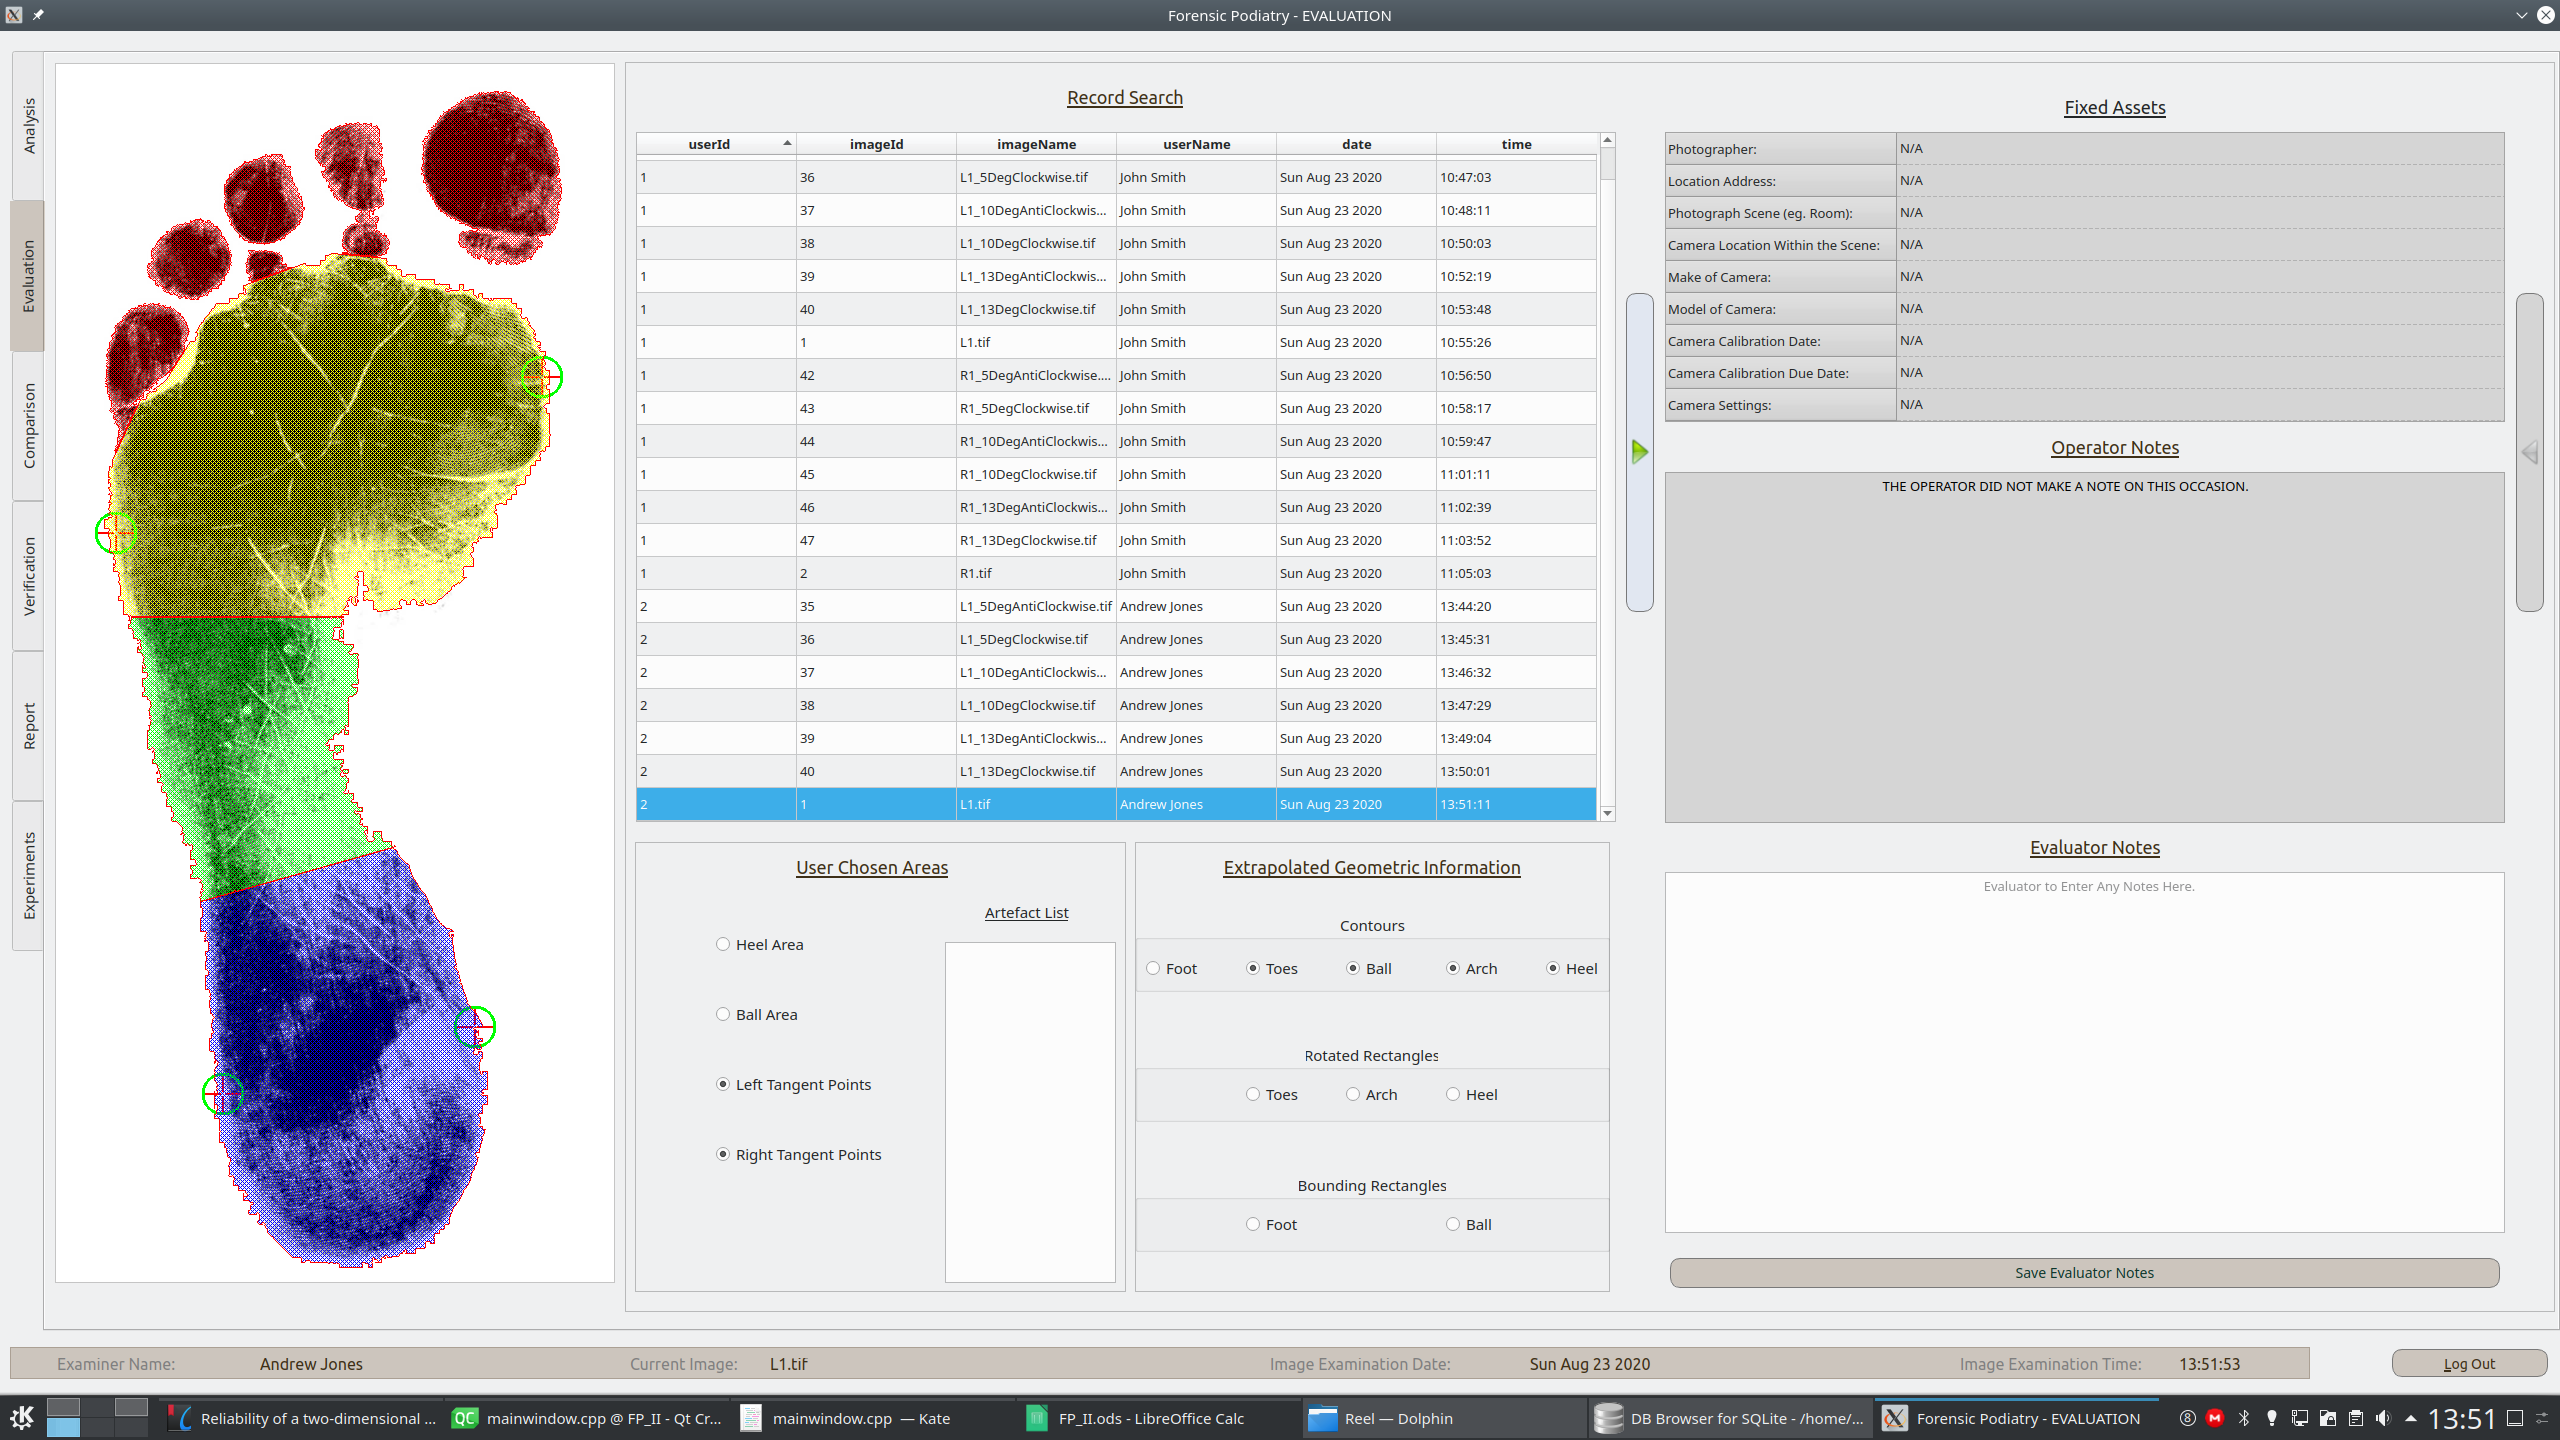 Forensic Podiatry - EVALUATION
Analysis
Evaluation
Comparison
Verification
Report
Experiments
Record Search
userId imageId imageName userName date time
1 36 L1_5DegClockwise.tif John Smith Sun Aug 23 2020 10:47:03
1 37 L1_10DegAntiClockwis... John Smith Sun Aug 23 2020 10:48:11
1 38 L1_10DegClockwise.tif John Smith Sun Aug 23 2020 10:50:03
1 39 L1_13DegAntiClockwis... John Smith Sun Aug 23 2020 10:52:19
1 40 L1_13DegClockwise.tif John Smith Sun Aug 23 2020 10:53:48
1 1 L1.tif John Smith Sun Aug 23 2020 10:55:26
1 42 R1_5DegAntiClockwise.... John Smith Sun Aug 23 2020 10:56:50
1 43 R1_5DegClockwise.tif John Smith Sun Aug 23 2020 10:58:17
1 44 R1_10DegAntiClockwis... John Smith Sun Aug 23 2020 10:59:47
1 45 R1_10DegClockwise.tif John Smith Sun Aug 23 2020 11:01:11
1 46 R1_13DegAntiClockwis... John Smith Sun Aug 23 2020 11:02:39
1 47 R1_13DegClockwise.tif John Smith Sun Aug 23 2020 11:03:52
1 2 R1.tif John Smith Sun Aug 23 2020 11:05:03
2 35 L1_5DegAntiClockwise.tif Andrew Jones Sun Aug 23 2020 13:44:20
2 36 L1_5DegClockwise.tif Andrew Jones Sun Aug 23 2020 13:45:31
2 37 L1_10DegAntiClockwis... Andrew Jones Sun Aug 23 2020 13:46:32
2 38 L1_10DegClockwise.tif Andrew Jones Sun Aug 23 2020 13:47:29
2 39 L1_13DegAntiClockwis... Andrew Jones Sun Aug 23 2020 13:49:04
2 40 L1_13DegClockwise.tif Andrew Jones Sun Aug 23 2020 13:50:01
2 1 L1.tif Andrew Jones Sun Aug 23 2020 13:51:11
User Chosen Areas
Artefact List
Heel Area
Ball Area
Left Tangent Points
Right Tangent Points
Extrapolated Geometric Information
Contours
Foot Toes Ball Arch Heel
Rotated Rectangles
Toes Arch Heel
Bounding Rectangles
Foot Ball
Fixed Assets
Photographer: N/A
Location Address: N/A
Photograph Scene (eg. Room): N/A
Camera Location Within the Scene: N/A
Make of Camera: N/A
Model of Camera: N/A
Camera Calibration Date: N/A
Camera Calibration Due Date: N/A
Camera Settings: N/A
Operator Notes
THE OPERATOR DID NOT MAKE A NOTE ON THIS OCCASION.
Evaluator Notes
Evaluator to Enter Any Notes Here.
Save Evaluator Notes
Examiner Name: Andrew Jones Current Image: L1.tif Image Examination Date: Sun Aug 23 2020 Image Examination Time: 13:51:53
Log Out
Reliability of a two-dimensional ... QC mainwindow.cpp @ FP_II - Qt Cr... mainwindow.cpp — Kate FP_II.ods - LibreOffice Calc Reel — Dolphin DB Browser for SQLite - /home/... Forensic Podiatry - EVALUATION 8 M 13:51